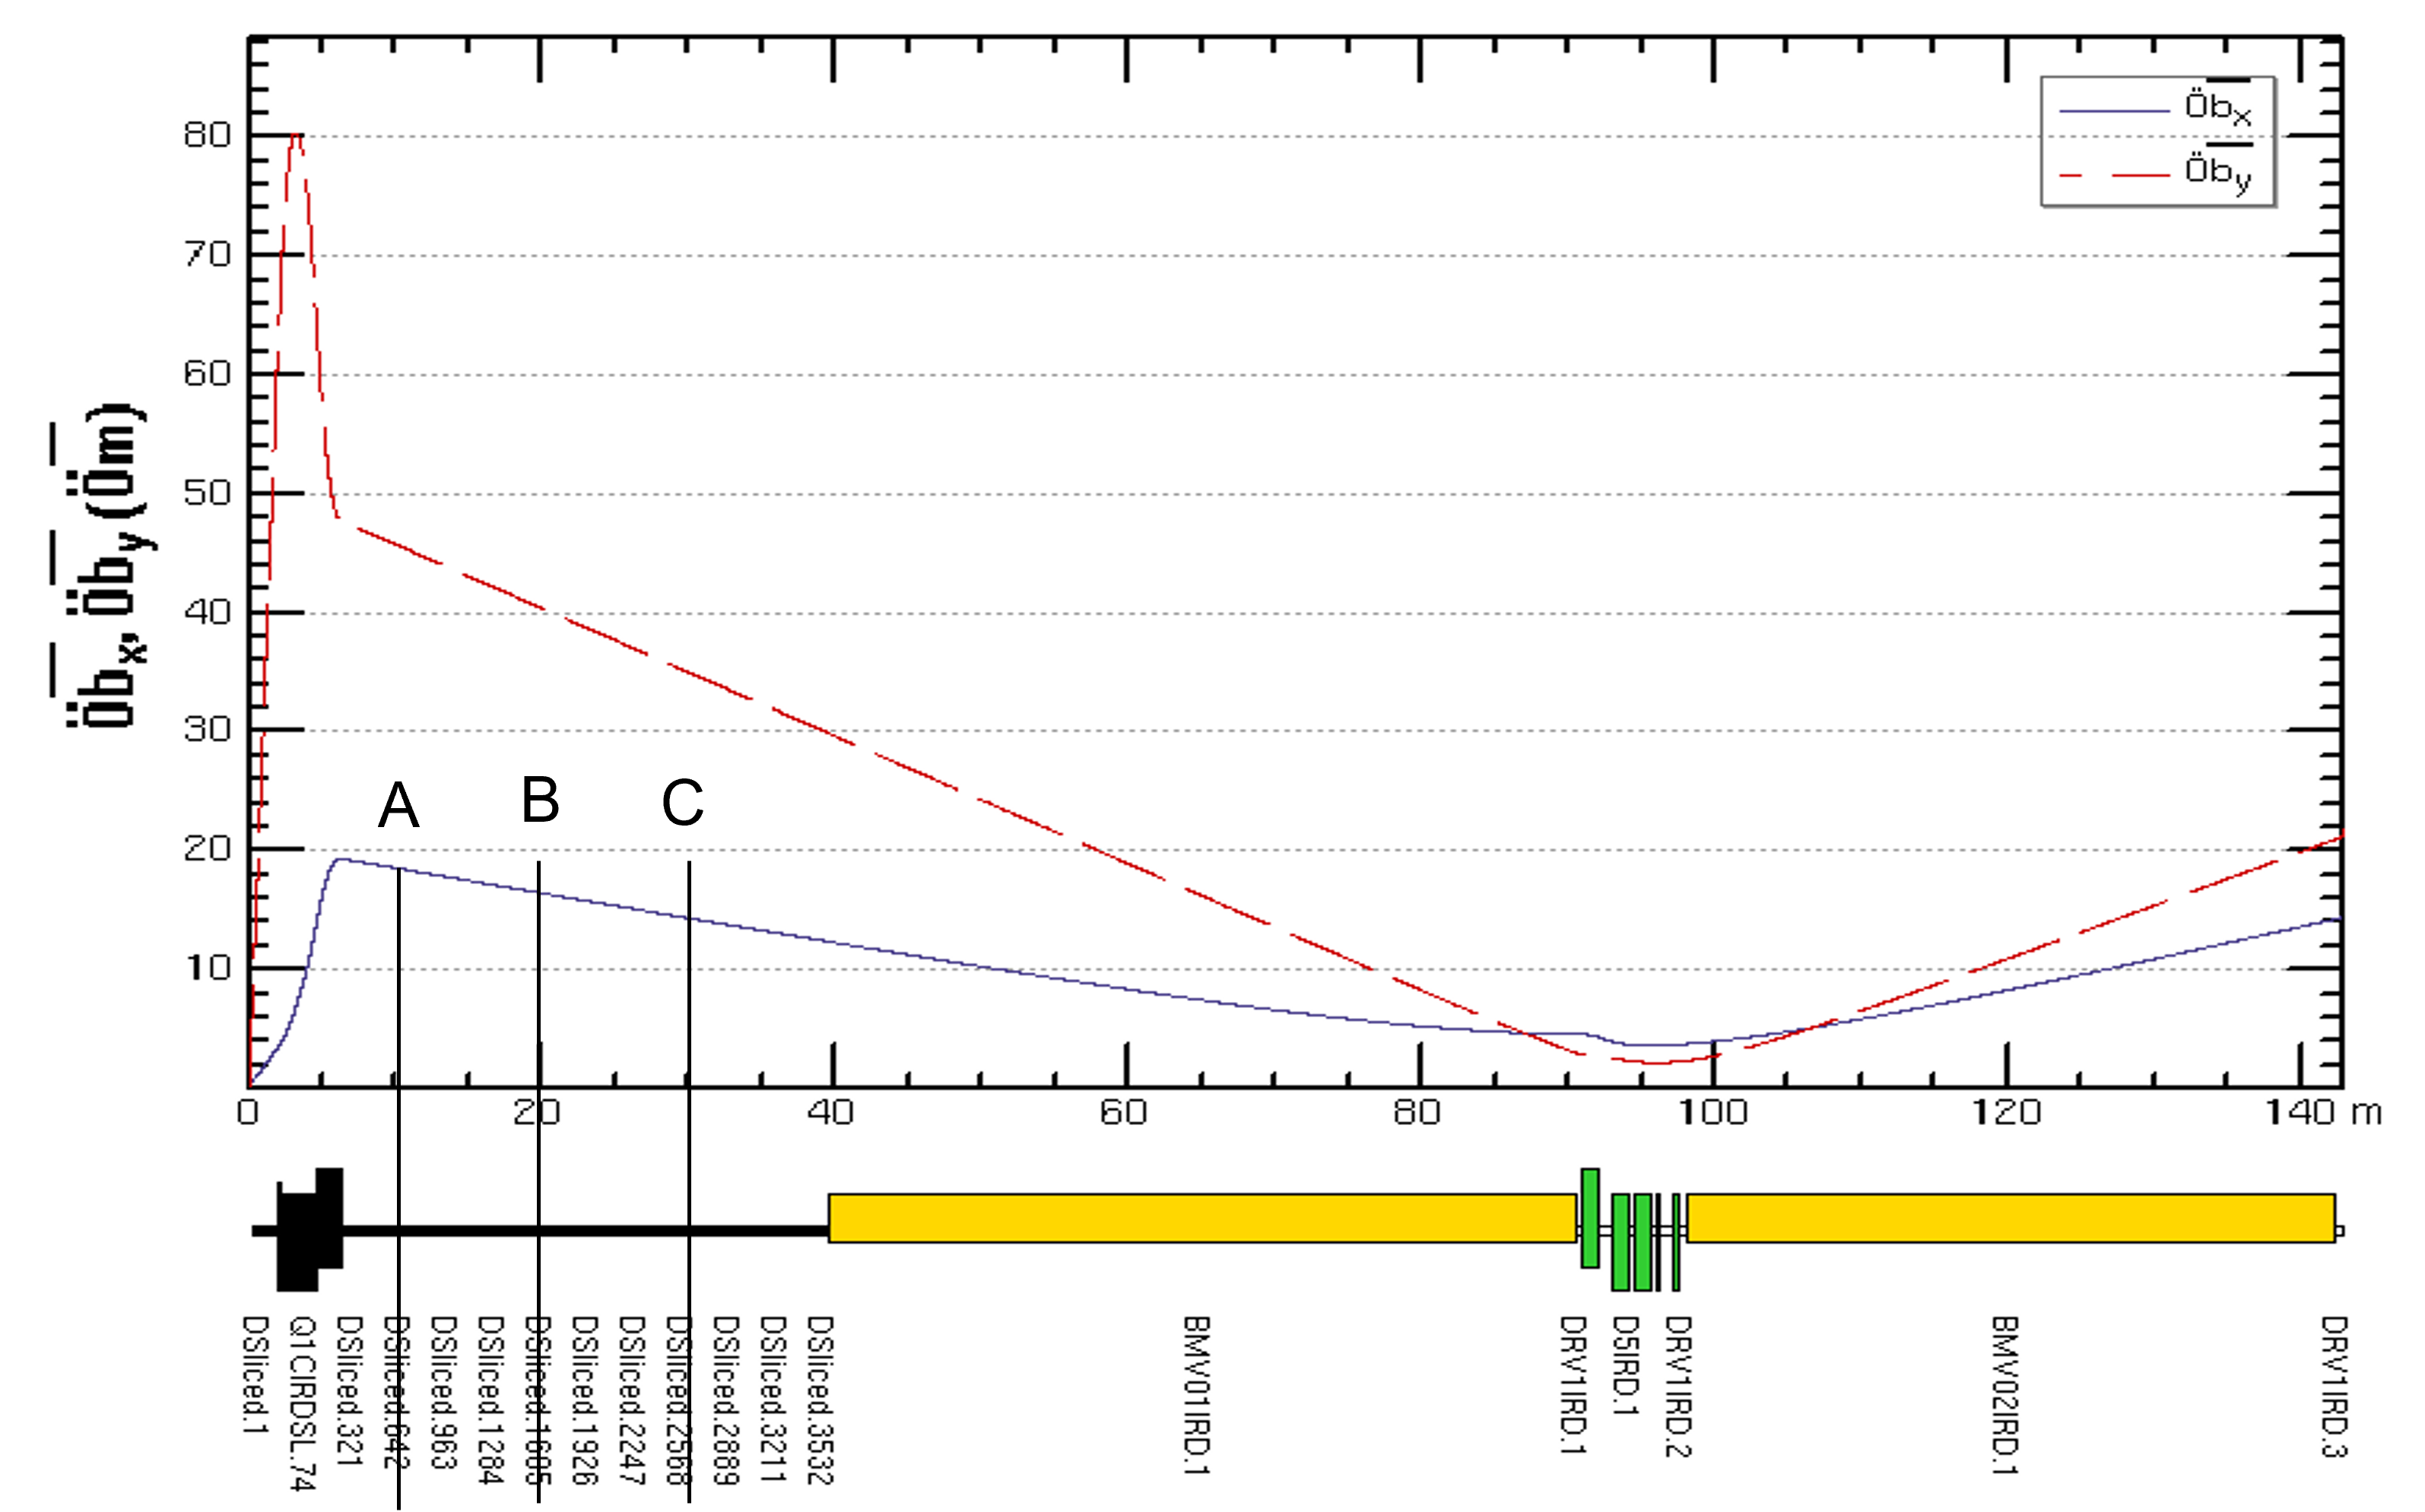 Öbx, Öby (Öm)
80
70
60
50
40
30
20
10
Öbx
Öby
A
B
C
0 20 40 60 80 100 120 140 m
DSliced.1
Q1CIRDSL.74
DSliced.321
DSliced.642
DSliced.963
DSliced.1284
DSliced.1605
DSliced.1926
DSliced.2247
DSliced.2568
DSliced.2889
DSliced.3211
DSliced.3532
BMV01IRD.1
DRV1IRD.1
D5IRD.1
DRV1IRD.2
BMV02IRD.1
DRV1IRD.3